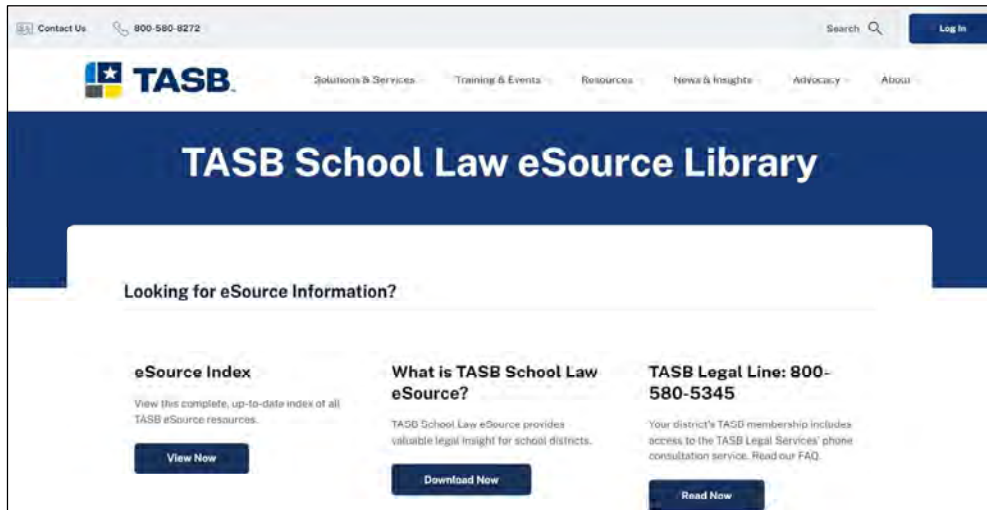 Contact Us
800-580-8272
Search
Log In
TASB
Solutions & Services
Training & Events
Resources
News & Insights
Advocacy
About
TASB School Law eSource Library
Looking for eSource Information?
eSource Index
View this complete, up-to-date index of all
TASB eSource resources.
View Now
What is TASB School Law
eSource?
TASB School Law eSource provides
valuable legal insight for school districts.
Download Now
TASB Legal Line: 800-
580-5345
Your district's TASB membership includes
access to the TASB Legal Services' phone
consultation service. Read our FAQ.
Read Now